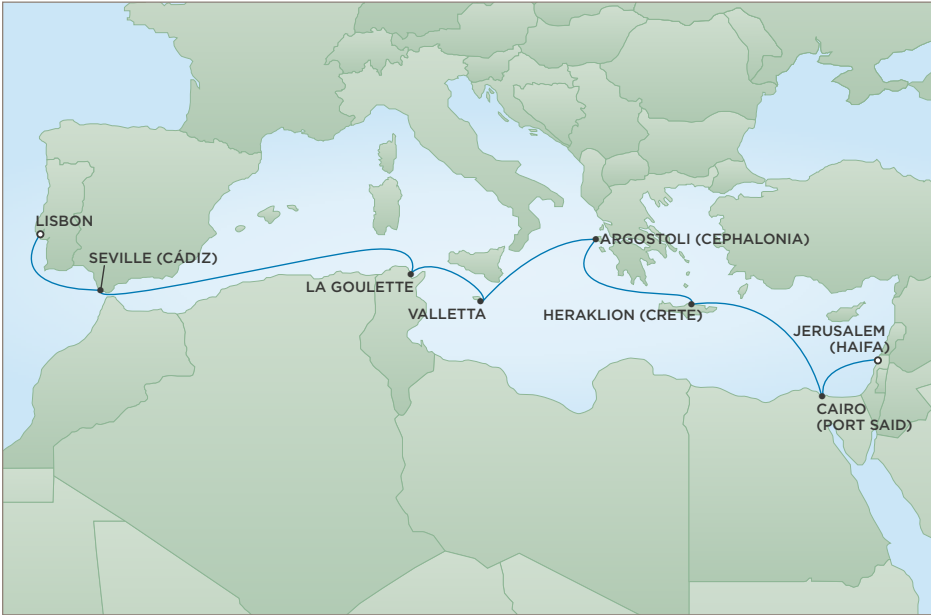 LISBON
SEVILLE (CÁDIZ)
LA GOULETTE
VALLETTA
ARGOSTOLI (CEPHALONIA)
HERAKLION (CRETE)
JERUSALEM
(HAIFA)
CAIRO
(PORT SAID)